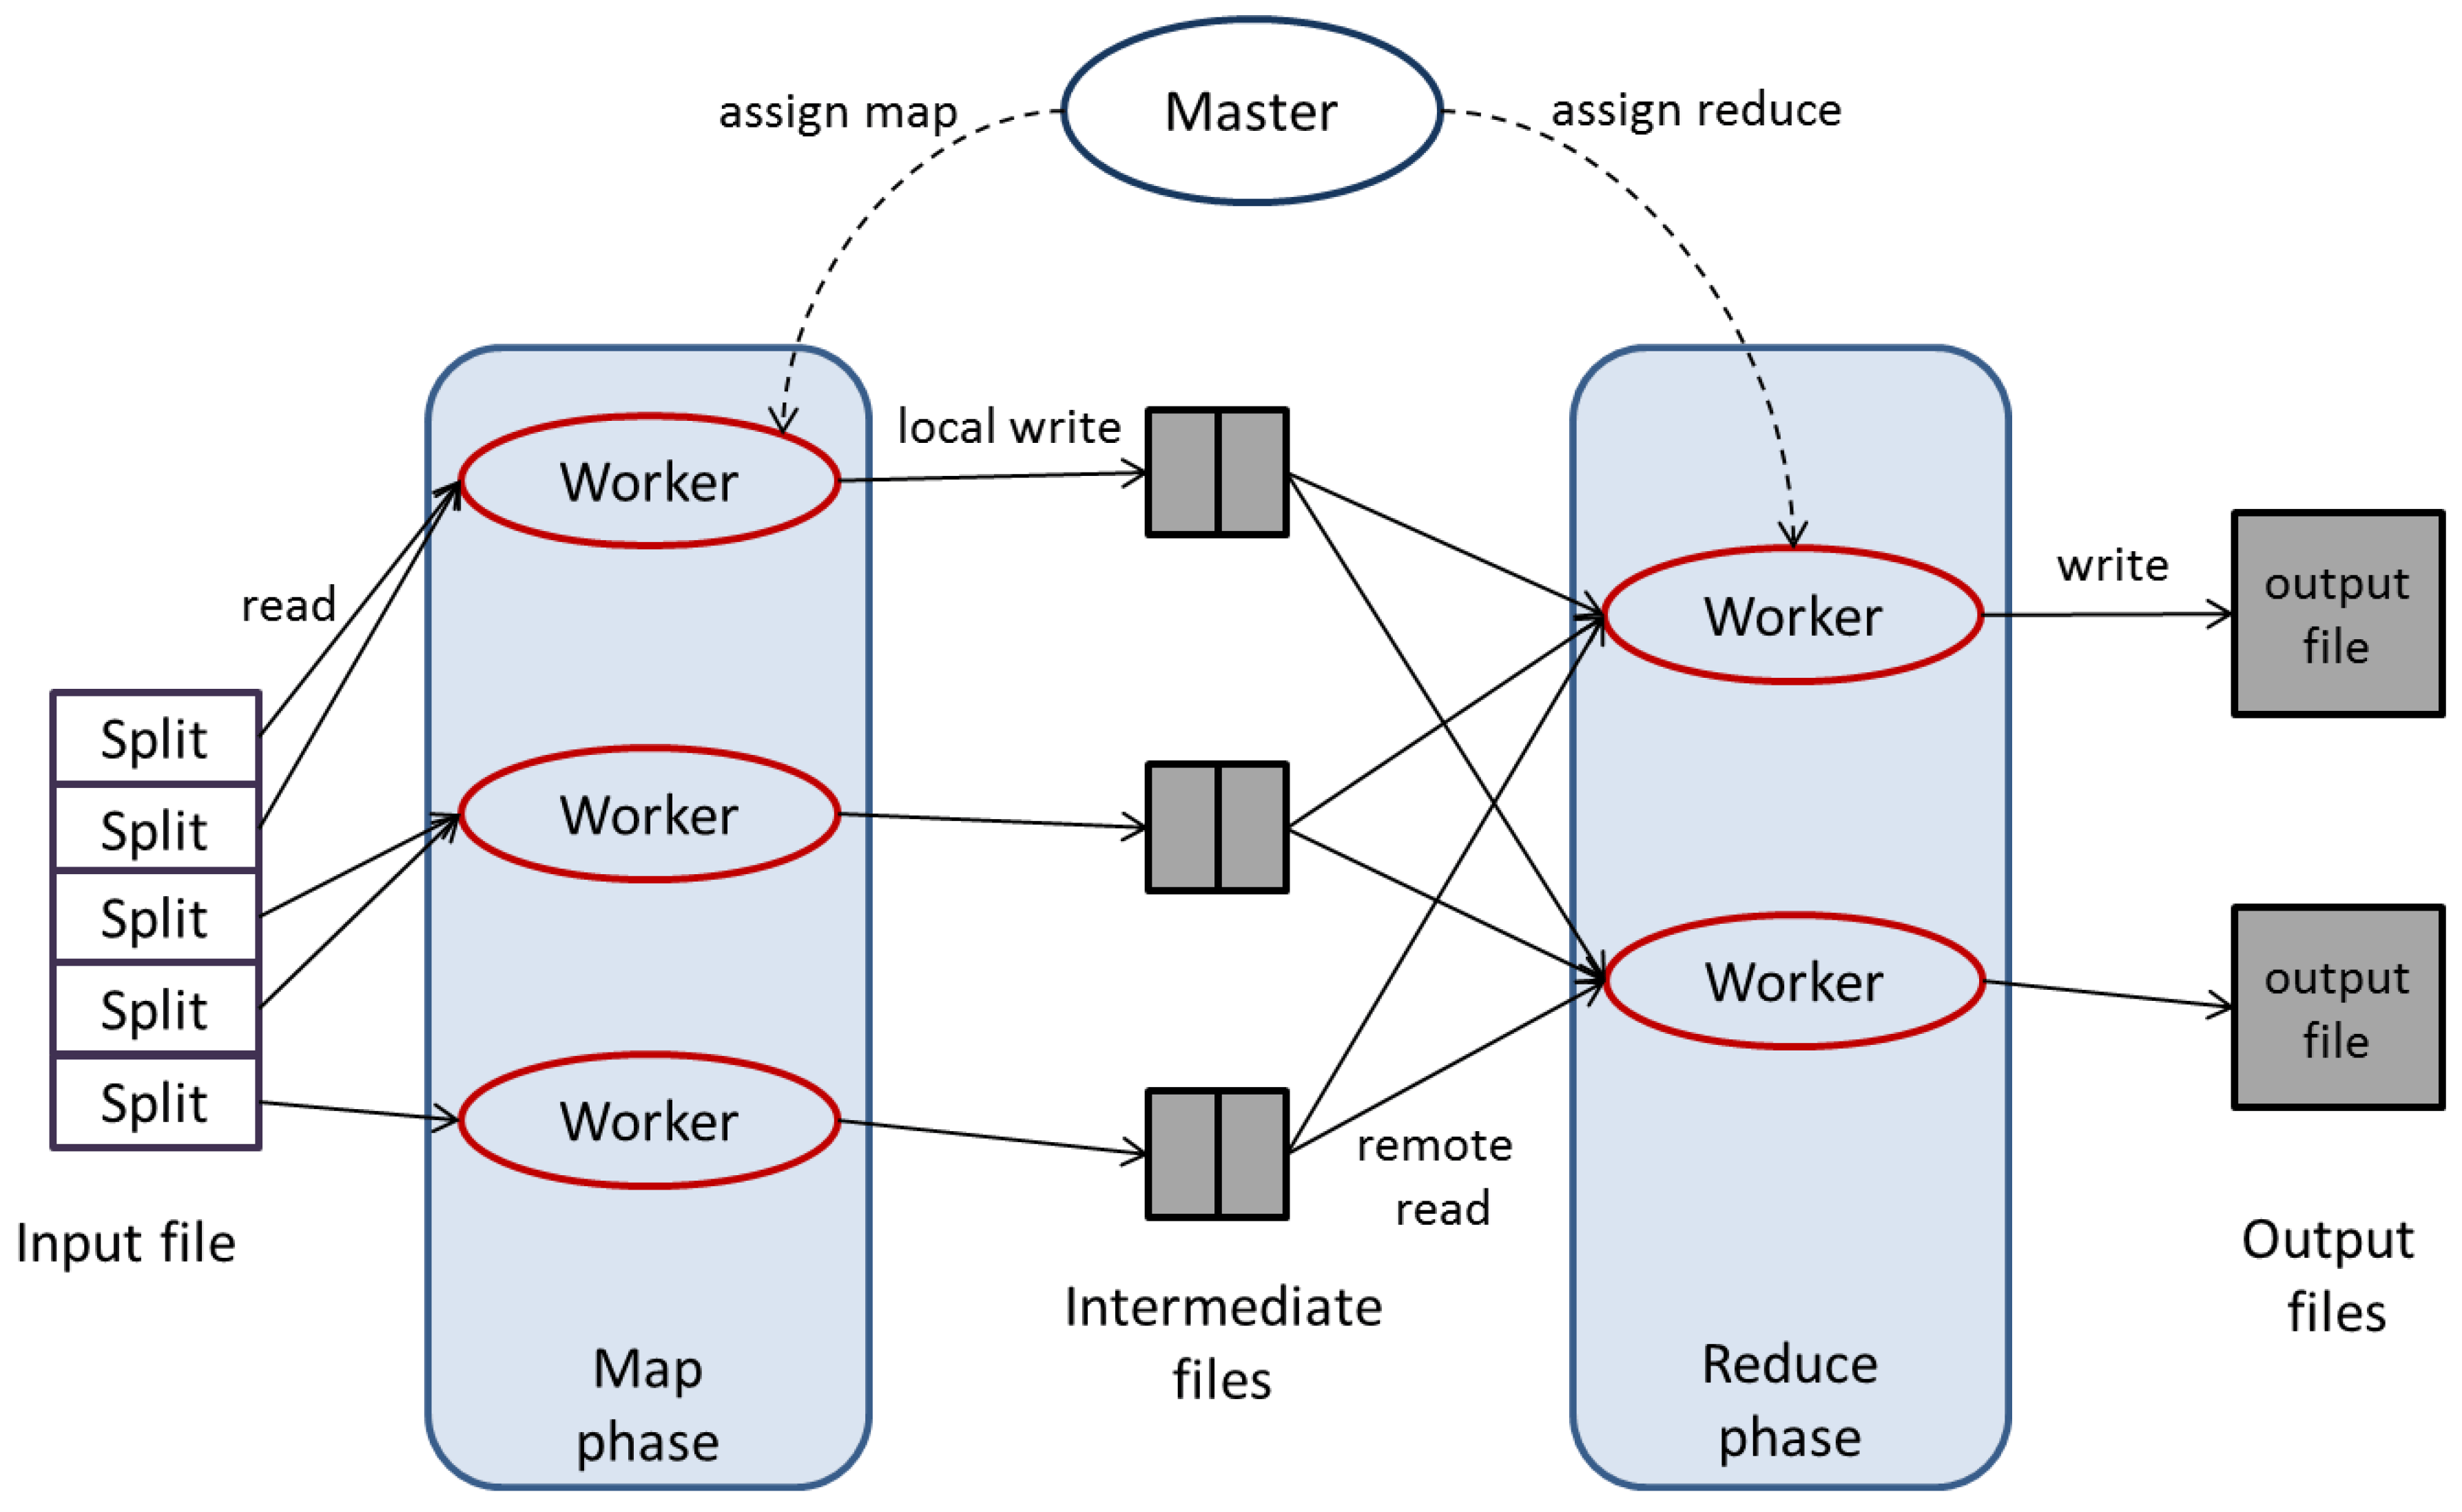 assign map
Master
assign reduce
Worker
local write
read
Worker
write
output
file
Split
Split
Split
Split
Split
Worker
Worker
output
file
Worker
remote
read
Input file
Map
phase
Intermediate
files
Reduce
phase
Output
files